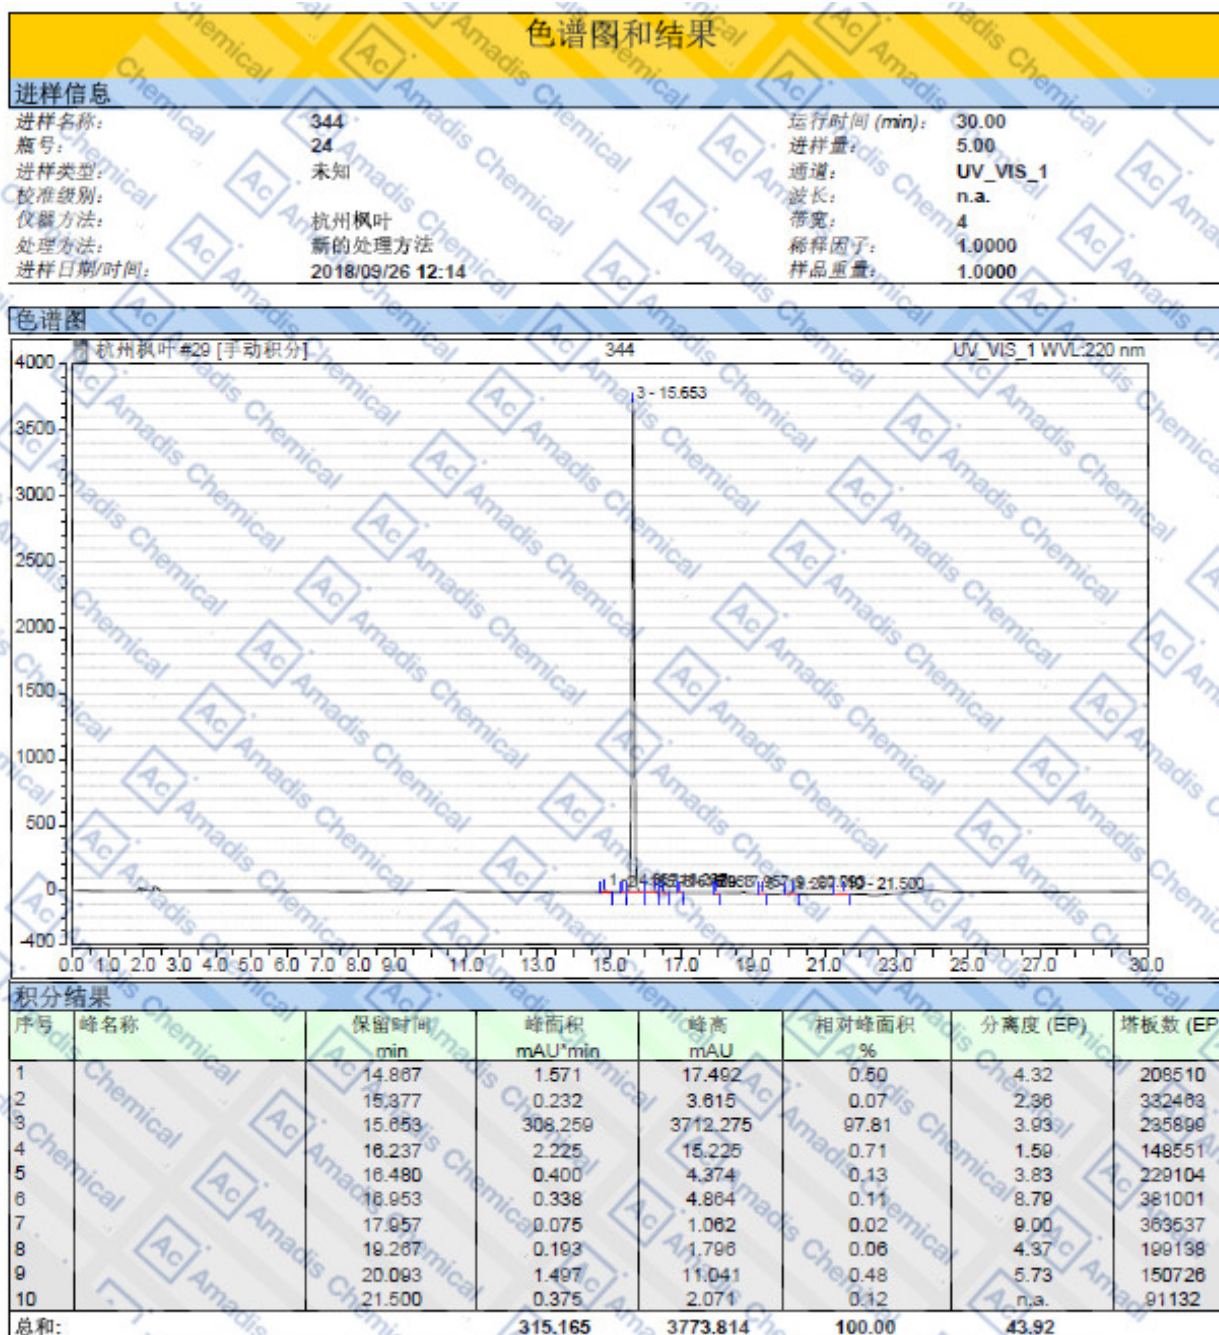 色谱图和结果
进样信息
进样名称: 344 运行时间 (min): 30.00
瓶号: 24 进样量: 5.00
进样类型: 未知 通道: UV_VIS_1
校准级别: 波长: n.a.
仪器方法: 杭州枫叶 带宽: 4
处理方法: 新的处理方法 稀释因子: 1.0000
进样日期/时间: 2018/09/26 12:14 样品重量: 1.0000
色谱图
杭州枫叶 #29 [手动积分] 344 UV_VIS_1 WVL:220 nm
4000
3 - 15.653
3500
3000
2500
2000
1500
1000
500
0
10 - 21.500
-400
0.0 1.0 2.0 3.0 4.0 5.0 6.0 7.0 8.0 9.0 11.0 13.0 15.0 17.0 19.0 21.0 23.0 25.0 27.0 30.0
积分结果
序号 峰名称 保留时间 峰面积 峰高 相对峰面积 分离度 (EP) 塔板数 (EP
min mAU*min mAU %
1 14.867 1.571 17.492 0.50 4.32 208510
2 15.377 0.232 3.615 0.07 2.36 332463
3 15.653 308.259 3712.275 97.81 3.93 235899
4 16.237 2.225 15.225 0.71 1.59 148551
5 16.480 0.400 4.374 0.13 3.83 229104
6 16.953 0.338 4.864 0.11 8.79 381001
7 17.957 0.075 1.062 0.02 9.00 363537
8 19.267 0.193 1.796 0.06 4.37 199138
9 20.093 1.497 11.041 0.48 5.73 150726
10 21.500 0.375 2.071 0.12 n.a. 91132
总和: 315.165 3773.814 100.00 43.92
Ac Amadis Chemical